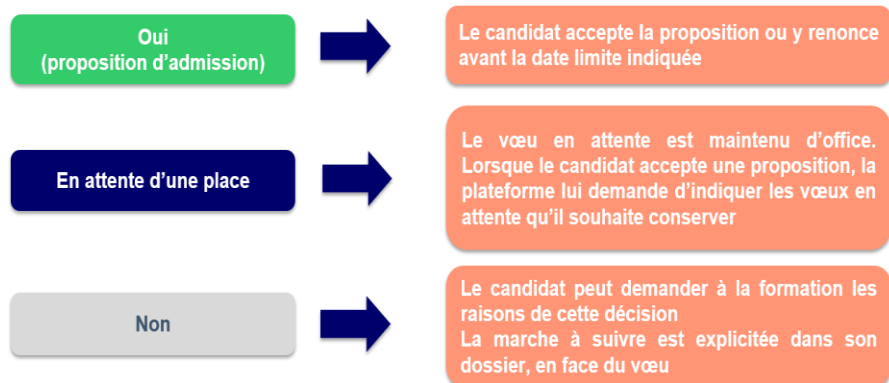 Oui
(proposition d'admission)
Le candidat accepte la proposition ou y renonce
avant la date limite indiquée
En attente d'une place
Le vœu en attente est maintenu d'office.
Lorsque le candidat accepte une proposition, la
plateforme lui demande d'indiquer les vœux en
attente qu'il souhaite conserver
Non
Le candidat peut demander à la formation les
raisons de cette décision
La marche à suivre est explicitée dans son
dossier, en face du vœu